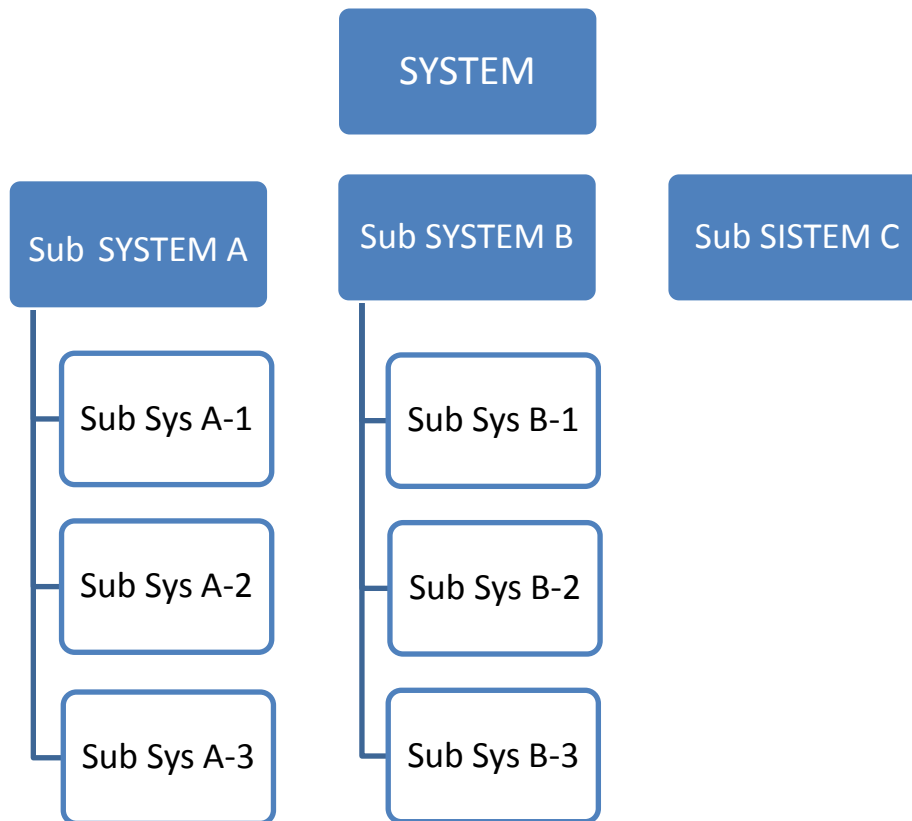 SYSTEM
Sub SYSTEM A
Sub SYSTEM B
Sub SISTEM C
Sub Sys A-1
Sub Sys B-1
Sub Sys A-2
Sub Sys B-2
Sub Sys A-3
Sub Sys B-3